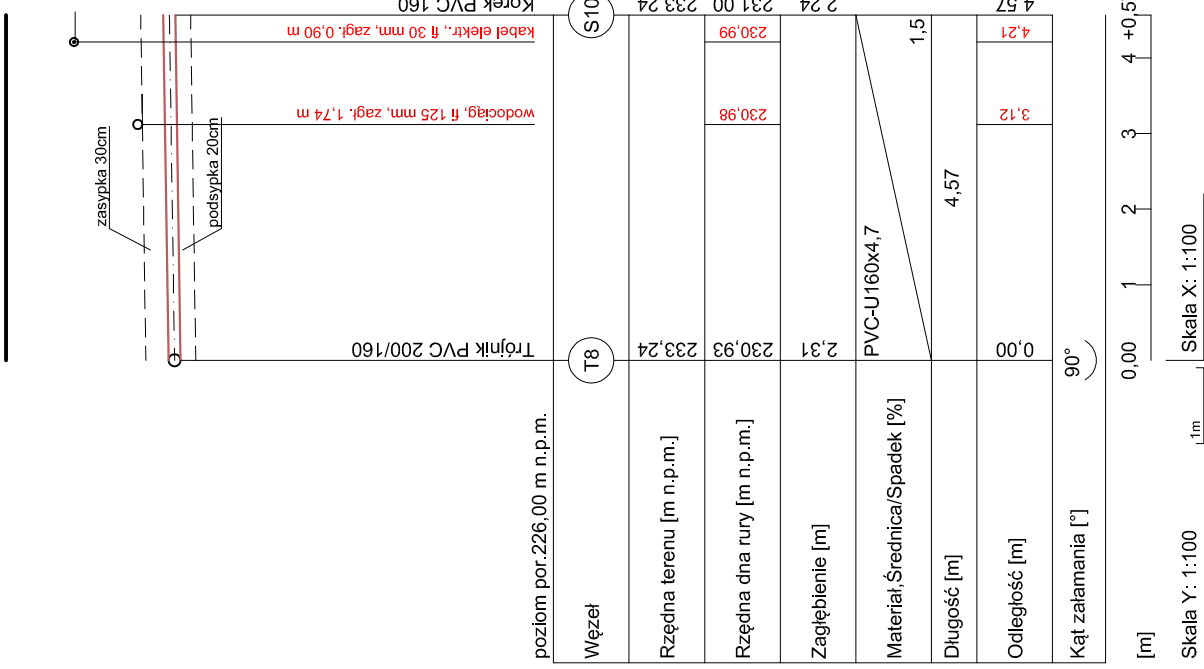 zasypka 30cm
podsypka 20cm
Trójnik PVC 200/160
wodociąg, fi 125 mm, zagł. 1,74 m
kabel elektr., fi 30 mm, zagł. 0,90 m
Korek PVC 160
poziom por.226,00 m n.p.m.
Węzeł
T8
S10
Rzędna terenu [m n.p.m.]
233,24
233,24
Rzędna dna rury [m n.p.m.]
230,93
230,98
230,99
231,00
Zagłębienie [m]
2,31
2,24
Materiał,Średnica/Spadek [%]
PVC-U160x4,7
1,5
Długość [m]
4,57
Odległość [m]
0,00
3,12
4,21
4,57
Kąt załamania [°]
90°
[m]
0,00
1
2
3
4
+0,5
Skala Y: 1:100
1m
Skala X: 1:100